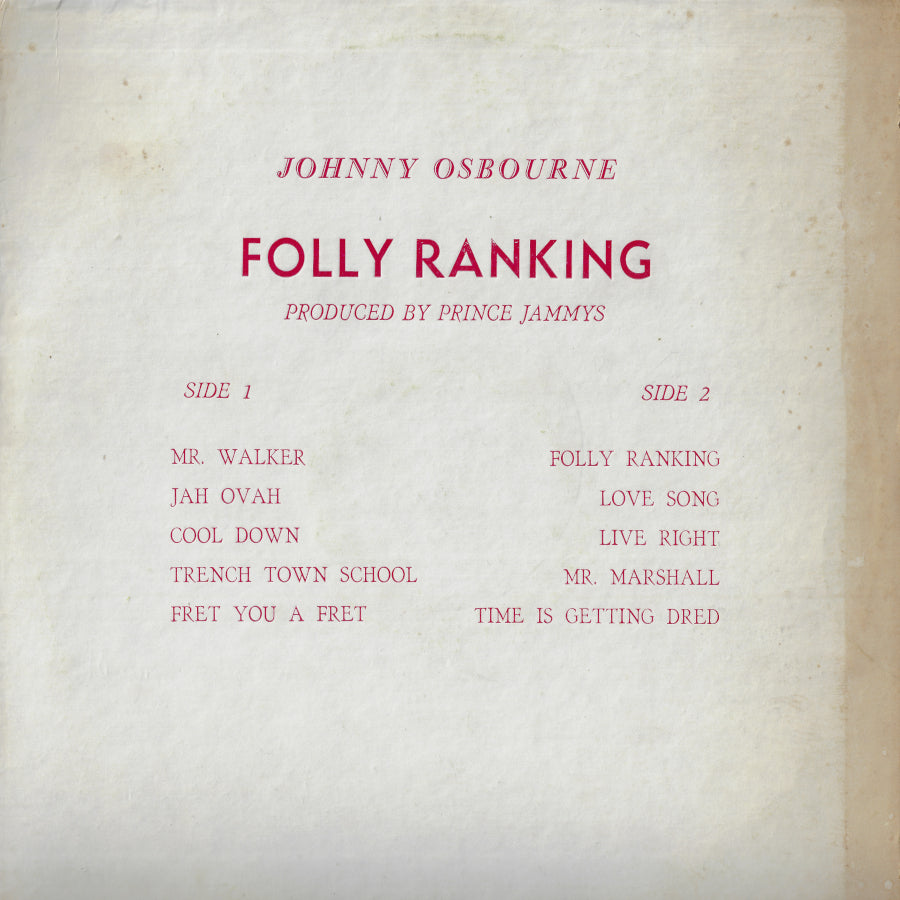 JOHNNY OSBOURNE
FOLLY RANKING
PRODUCED BY PRINCE JAMMYS
SIDE 1
MR. WALKER
JAH OVAH
COOL DOWN
TRENCH TOWN SCHOOL
FRET YOU A FRET
SIDE 2
FOLLY RANKING
LOVE SONG
LIVE RIGHT
MR. MARSHALL
TIME IS GETTING DRED